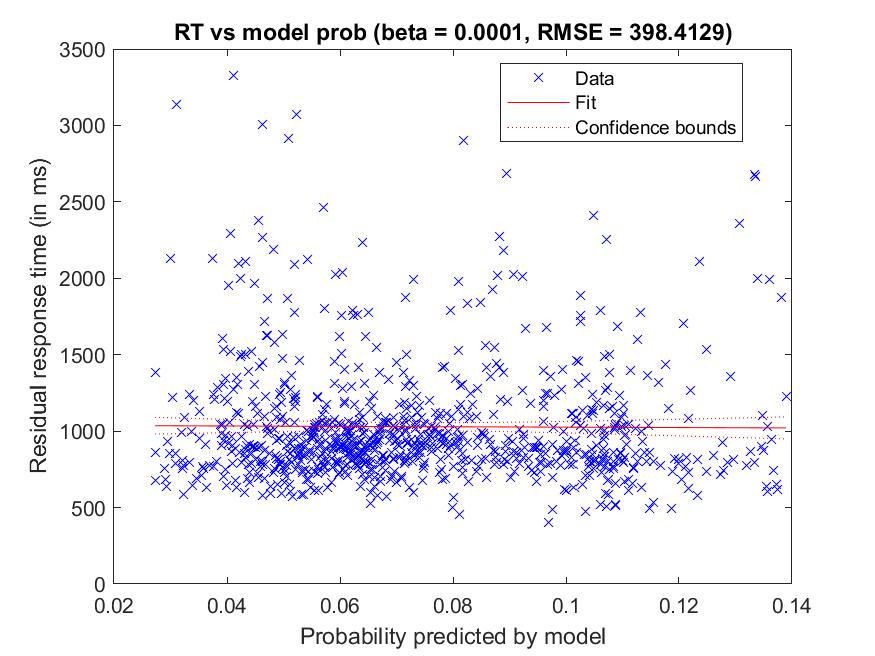 RT vs model prob (beta = 0.0001, RMSE = 398.4129)
Data
Fit
Confidence bounds
Residual response time (in ms)
3500
3000
2500
2000
1500
1000
500
0
0.02 0.04 0.06 0.08 0.1 0.12 0.14
Probability predicted by model